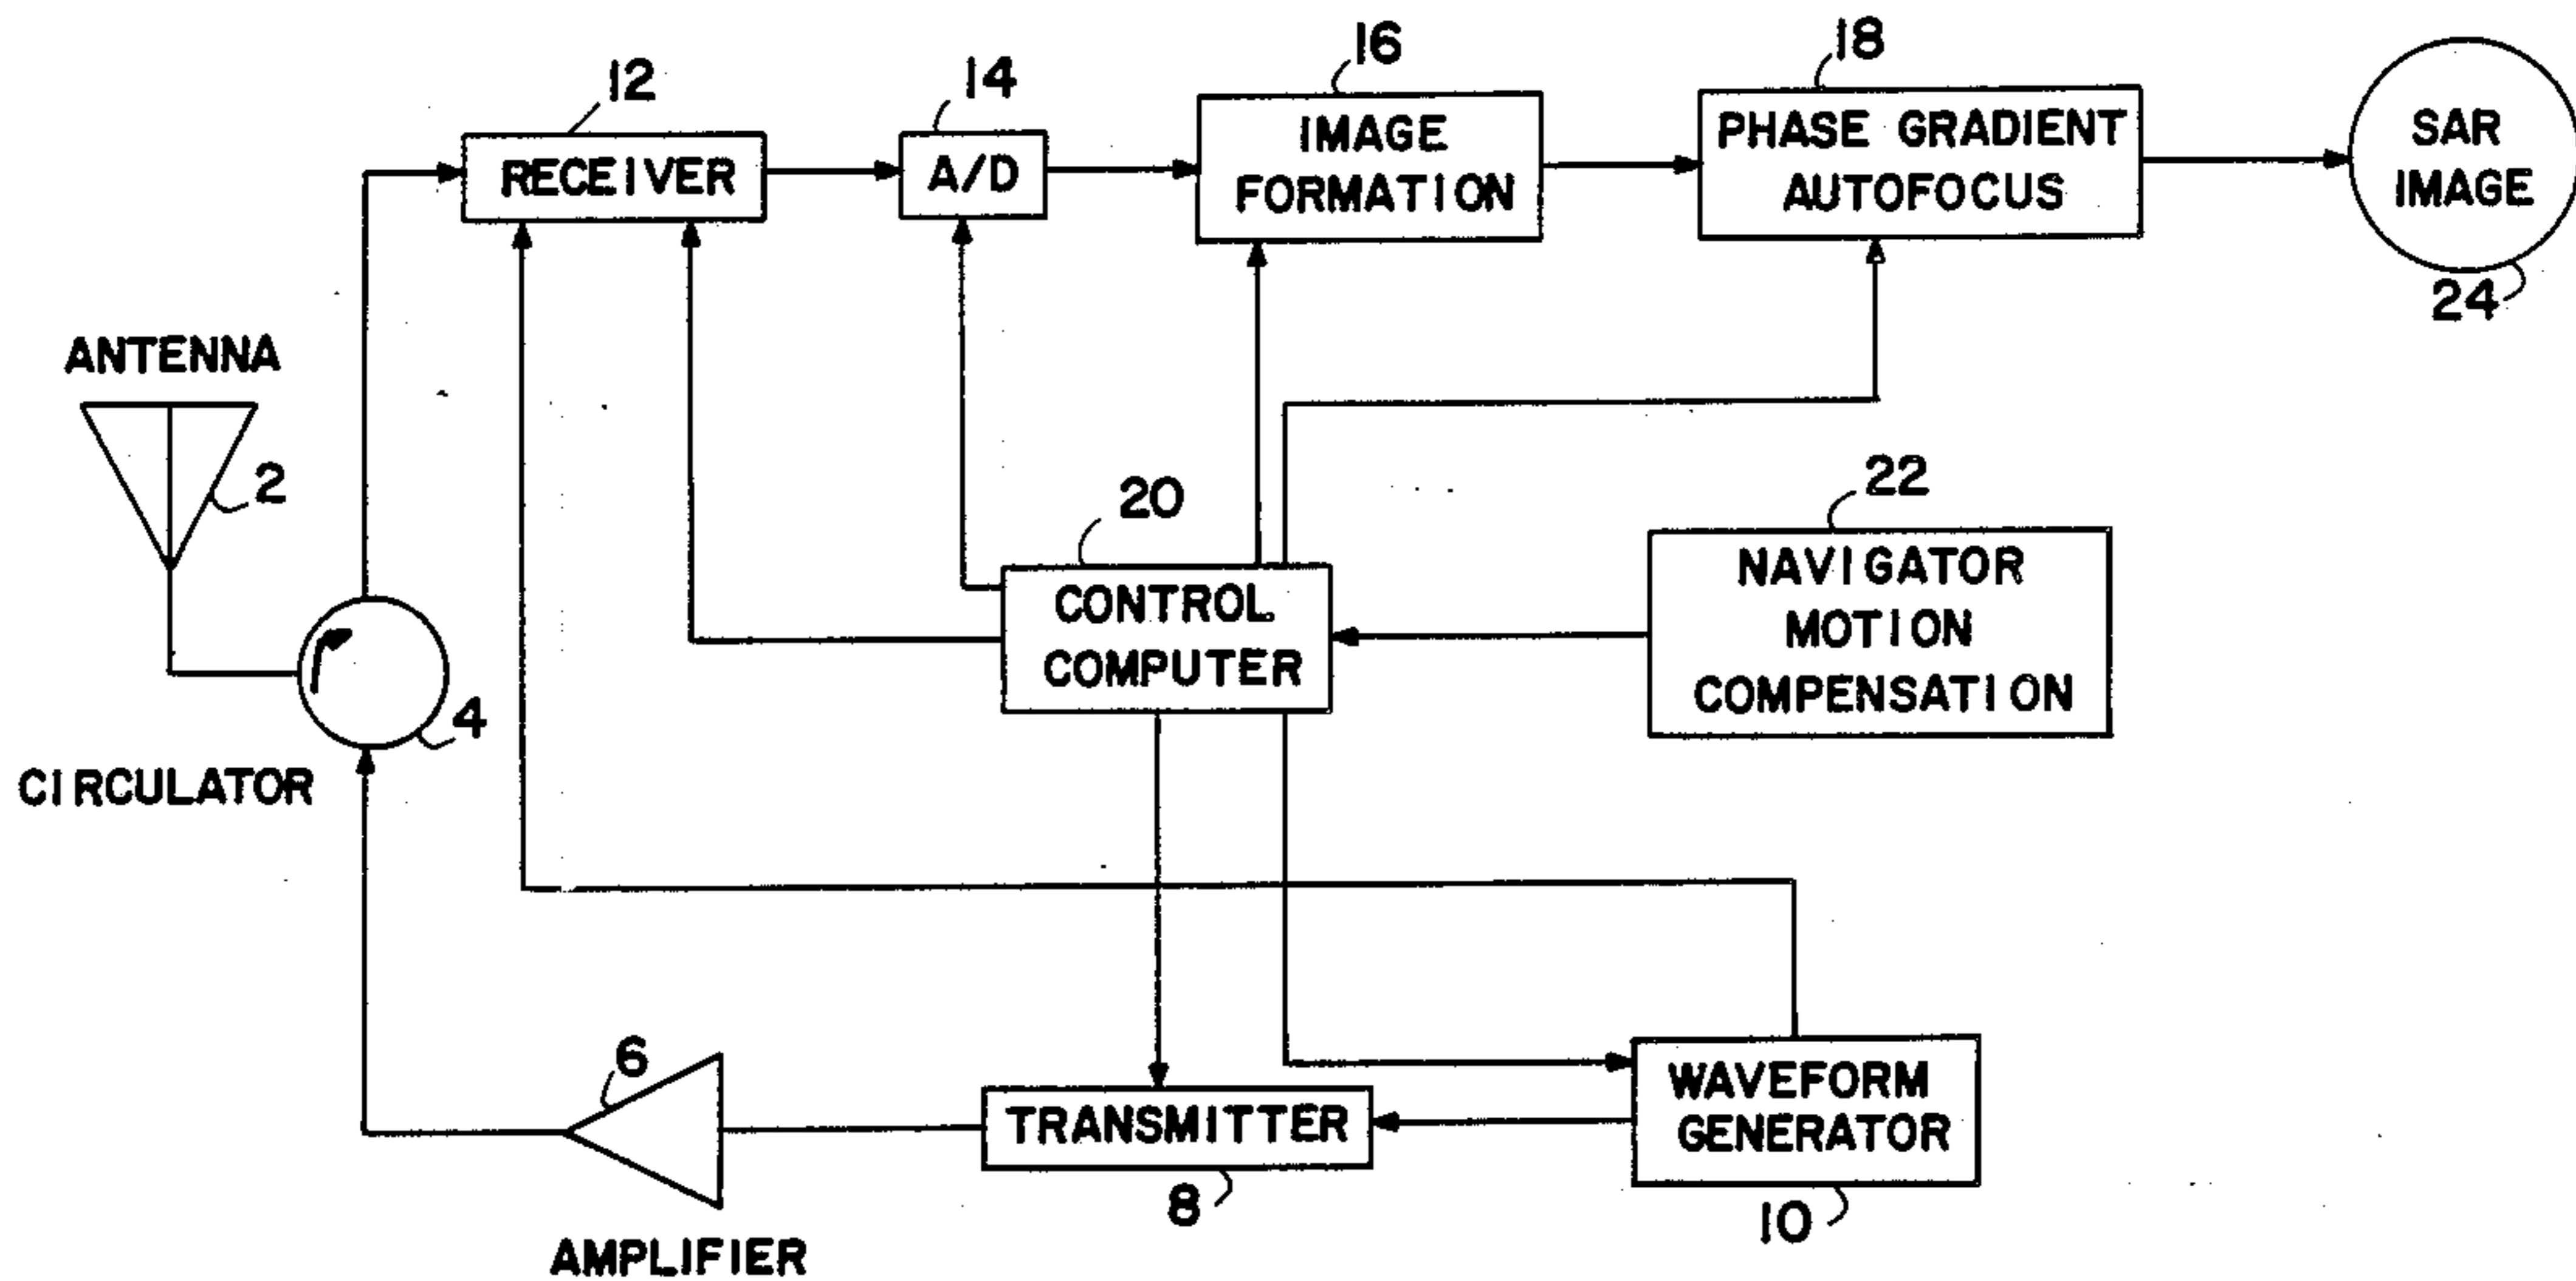 16
18
12
14
IMAGE
FORMATION
PHASE GRADIENT
AUTOFOCUS
SAR
IMAGE
RECEIVER
A/D
24
ANTENNA
2
20
22
CONTROL
COMPUTER
NAVIGATOR
MOTION
COMPENSATION
4
CIRCULATOR
6
TRANSMITTER
WAVEFORM
GENERATOR
8
10
AMPLIFIER